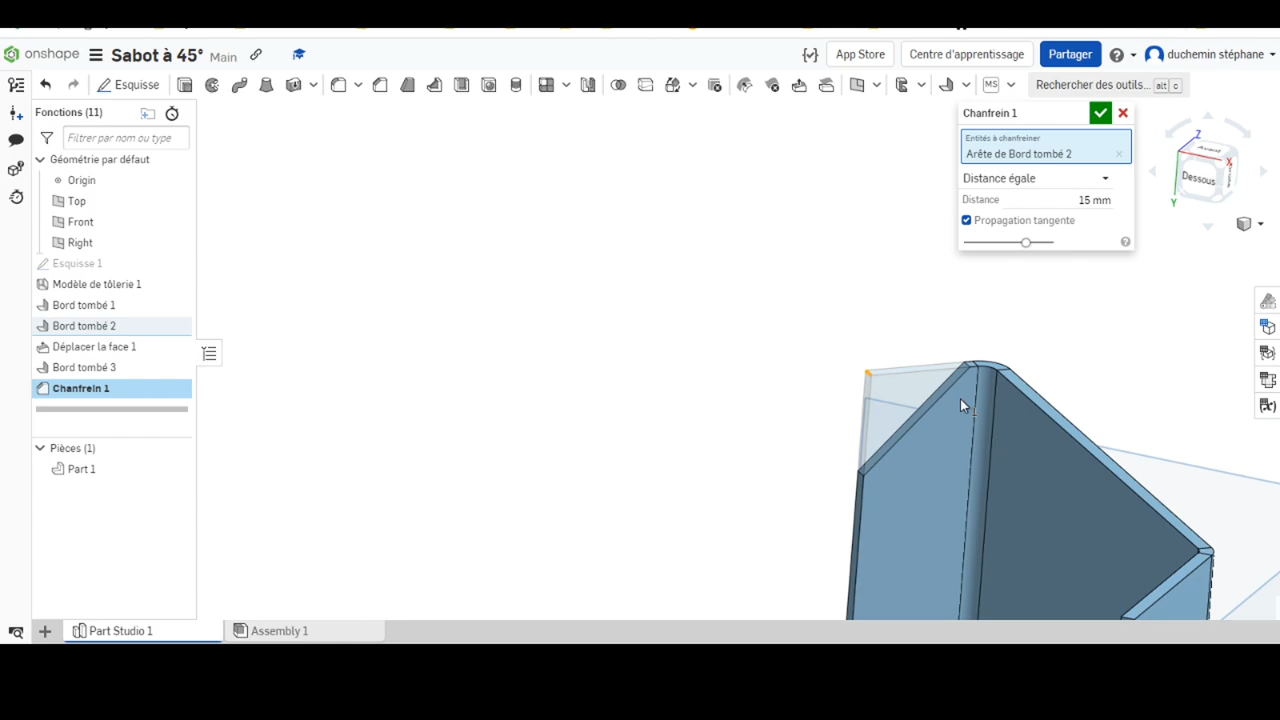 onshape
Sabot à 45°
Main
App Store
Centre d'apprentissage
Partager
duchemin stéphane
Esquisse
MS
Rechercher des outils... alt c
Fonctions (11)
Filtrer par nom ou type
Géométrie par défaut
Origin
Top
Front
Right
Esquisse 1
Modèle de tôlerie 1
Bord tombé 1
Bord tombé 2
Déplacer la face 1
Bord tombé 3
Chanfrein 1
Pièces (1)
Part 1
Chanfrein 1
Entités à chanfreiner
Arête de Bord tombé 2
Distance égale
Distance 15 mm
Propagation tangente
Z
X
Dessous
Y
Part Studio 1
Assembly 1